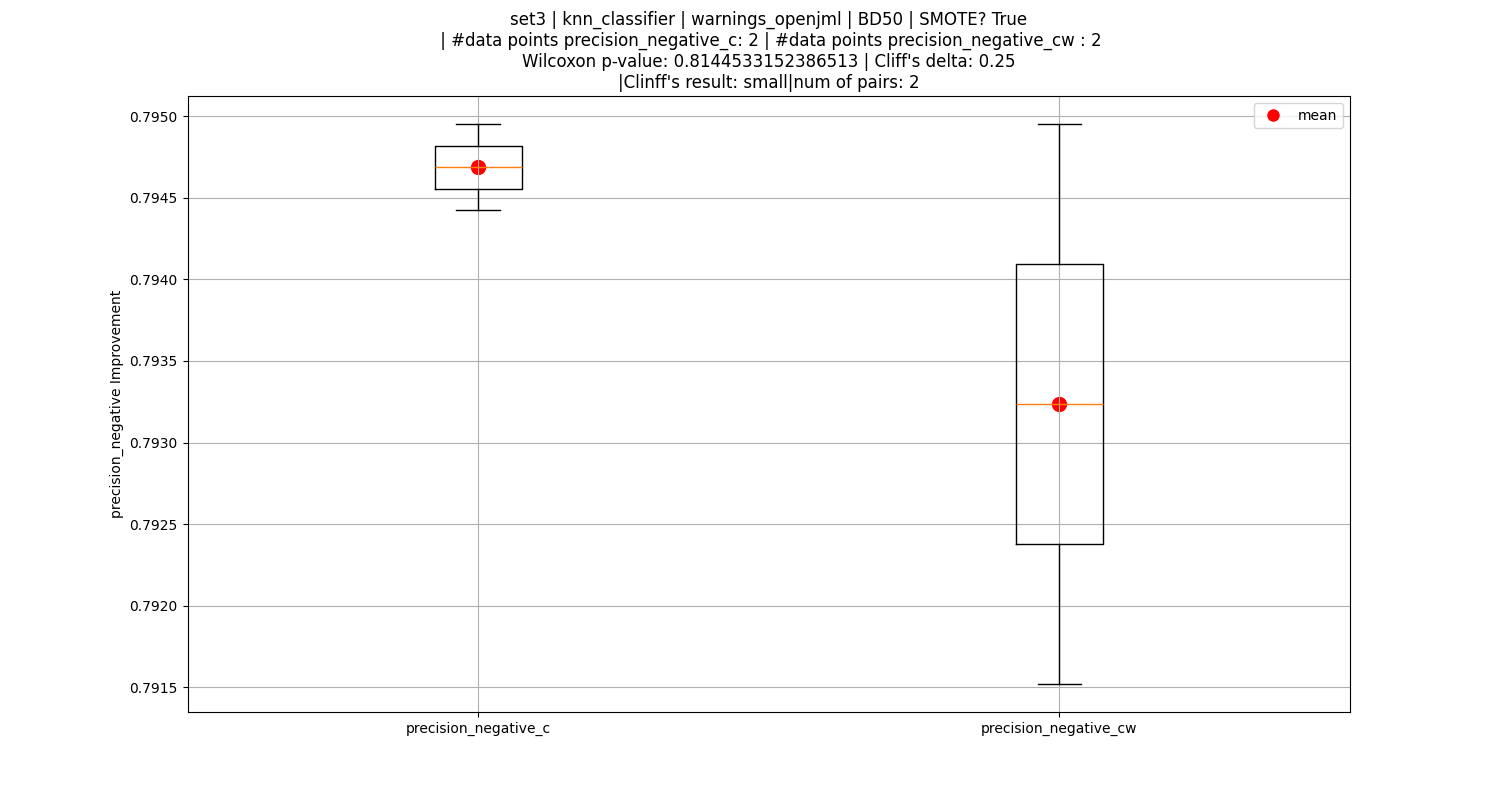 set3 | knn_classifier | warnings_openjml | BD50 | SMOTE? True
| #data points precision_negative_c: 2 | #data points precision_negative_cw : 2
Wilcoxon p-value: 0.8144533152386513 | Cliff's delta: 0.25
|Clinff's result: small|num of pairs: 2
mean
0.7950
0.7945
0.7940
0.7935
0.7930
0.7925
0.7920
0.7915
precision_negative Improvement
precision_negative_c
precision_negative_cw